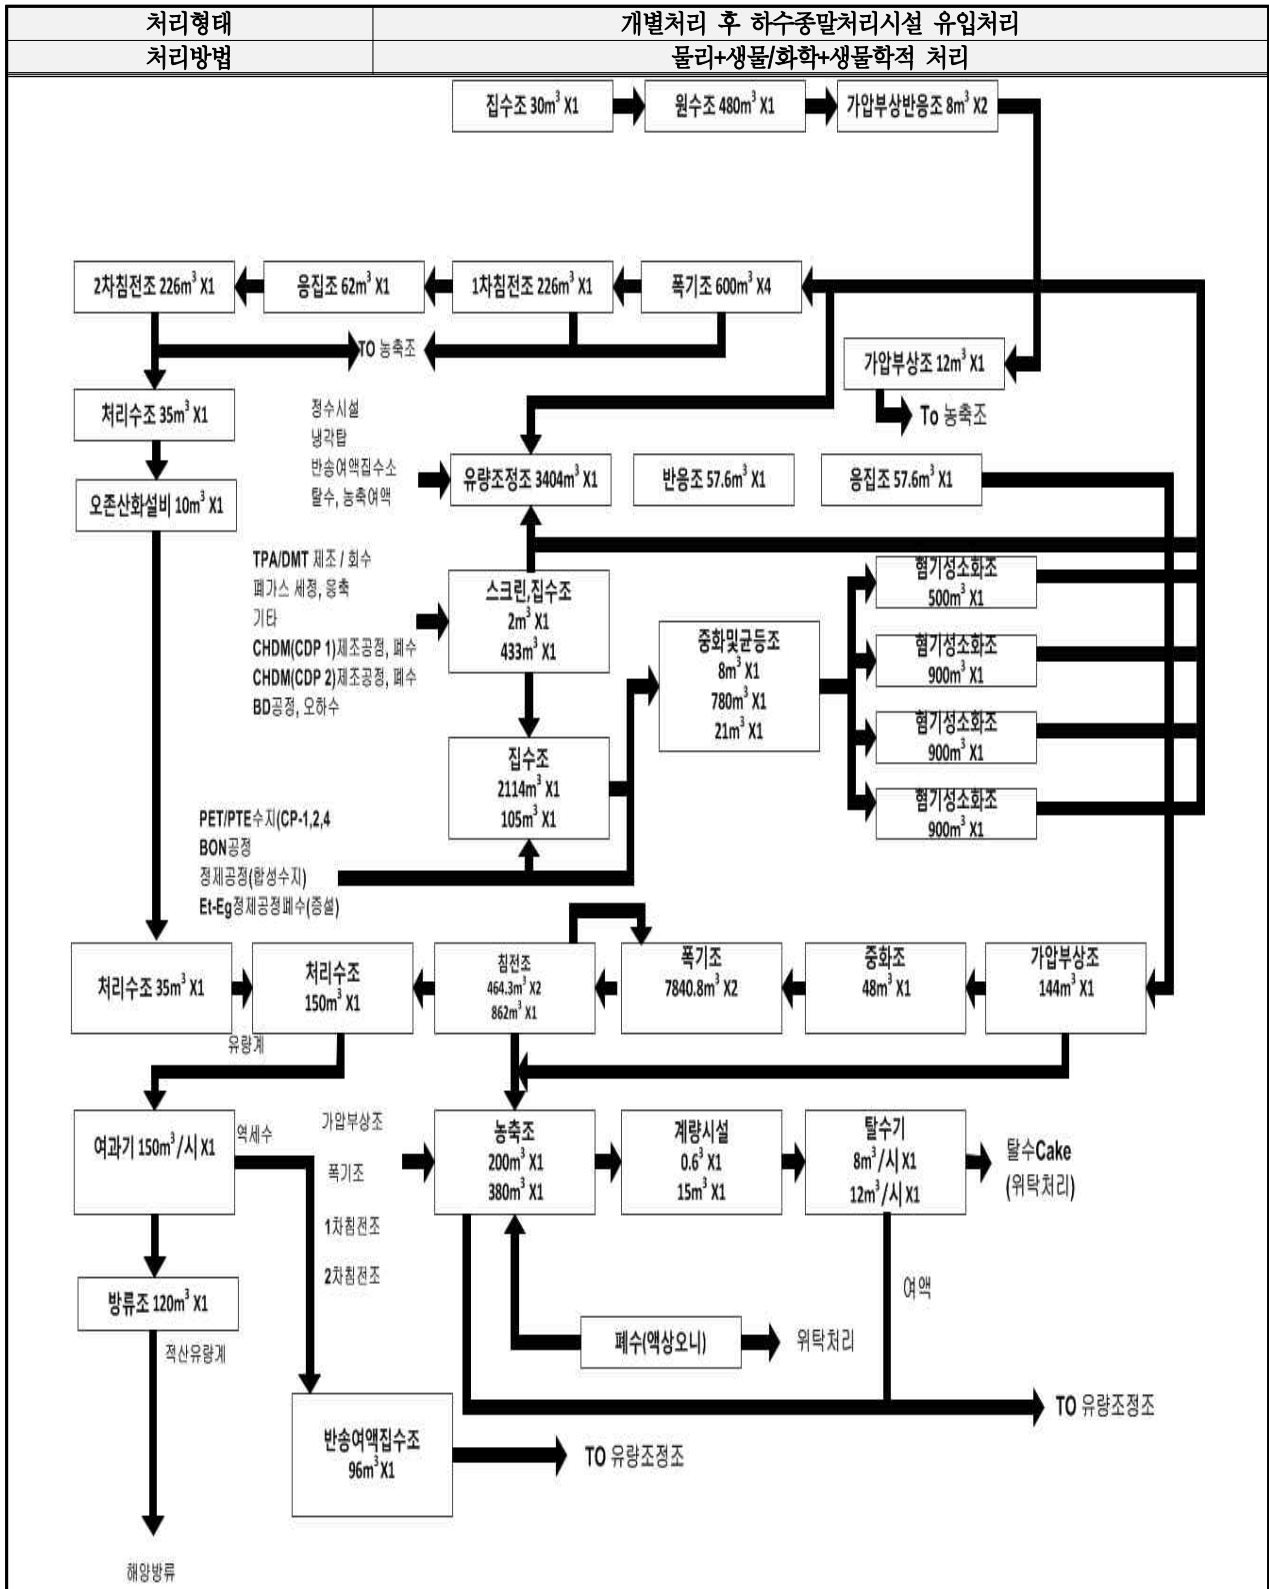 처리형태 개별처리 후 하수종말처리시설 유입처리
처리방법 물리+생물/화학+생물학적 처리
집수조 30m³ X1
원수조 480m³ X1
가압부상반응조 8m³ X2
2차침전조 226m³ X1
응집조 62m³ X1
1차침전조 226m³ X1
폭기조 600m³ X4
TO 농축조
가압부상조 12m³ X1
To 농축조
처리수조 35m³ X1
정수시설
냉각탑
반송여액집수소
탈수, 농축여액
유량조정조 3404m³ X1
반응조 57.6m³ X1
응집조 57.6m³ X1
오존산화설비 10m³ X1
TPA/DMT 제조 / 회수
폐가스 세정, 응축
기타
CHDM(CDP 1)제조공정, 폐수
CHDM(CDP 2)제조공정, 폐수
BD공정, 오하수
스크린,집수조
2m³ X1
433m³ X1
중화및균등조
8m³ X1
780m³ X1
21m³ X1
혐기성소화조
500m³ X1
혐기성소화조
900m³ X1
혐기성소화조
900m³ X1
혐기성소화조
900m³ X1
집수조
2114m³ X1
105m³ X1
PET/PTE수지(CP-1,2,4
BON공정
정제공정(합성수지)
Et-Eg정제공정폐수(증설)
처리수조 35m³ X1
처리수조
150m³ X1
침전조
464.3m³ X2
862m³ X1
폭기조
7840.8m³ X2
중화조
48m³ X1
가압부상조
144m³ X1
유량계
여과기 150m³/시 X1
역세수
가압부상조
폭기조
1차침전조
2차침전조
농축조
200m³ X1
380m³ X1
계량시설
0.6³ X1
15m³ X1
탈수기
8m³/시 X1
12m³/시 X1
탈수Cake
(위탁처리)
여액
방류조 120m³ X1
적산유량계
폐수(액상오니)
위탁처리
TO 유량조정조
반송여액집수조
96m³ X1
TO 유량조정조
해양방류